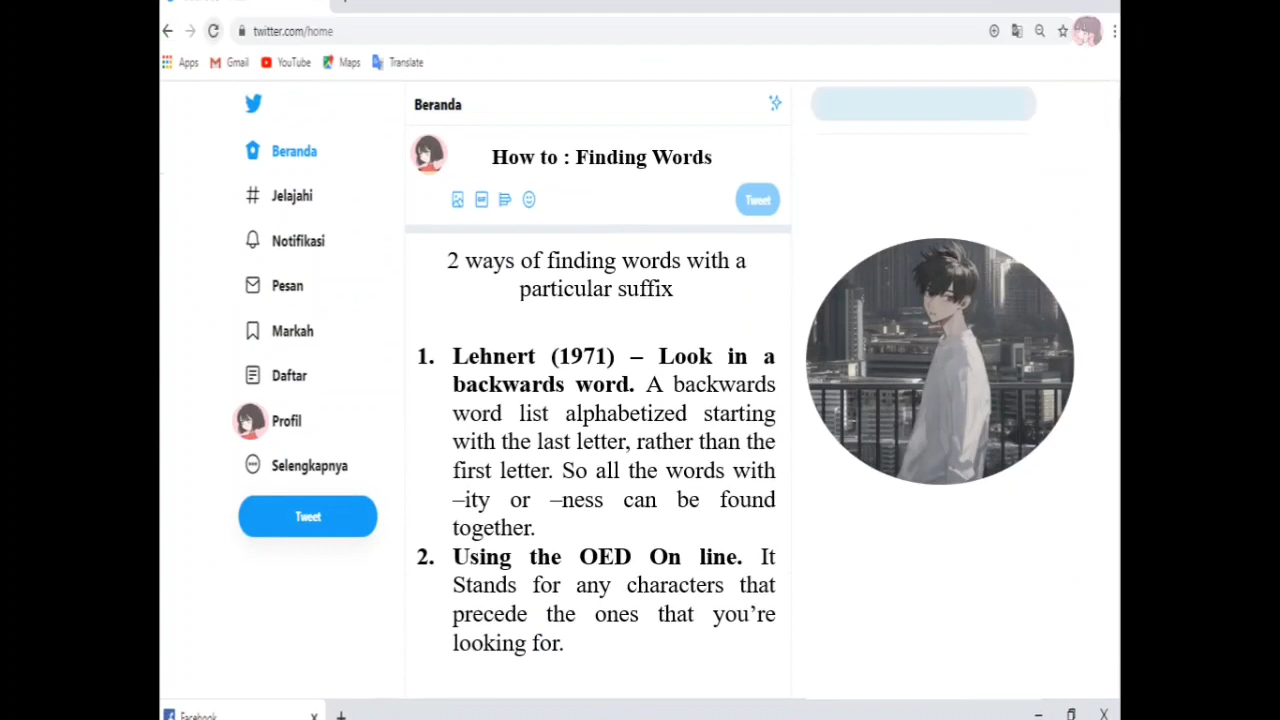 twitter.com/home
Apps Gmail YouTube Maps Translate
Beranda
Jelajahi
Notifikasi
Pesan
Markah
Daftar
Profil
Selengkapnya
Tweet
Beranda
How to : Finding Words
GIF
Tweet
2 ways of finding words with a
particular suffix
1. Lehnert (1971) – Look in a
backwards word. A backwards
word list alphabetized starting
with the last letter, rather than the
first letter. So all the words with
–ity or –ness can be found
together.
2. Using the OED On line. It
Stands for any characters that
precede the ones that you’re
looking for.
Facebook